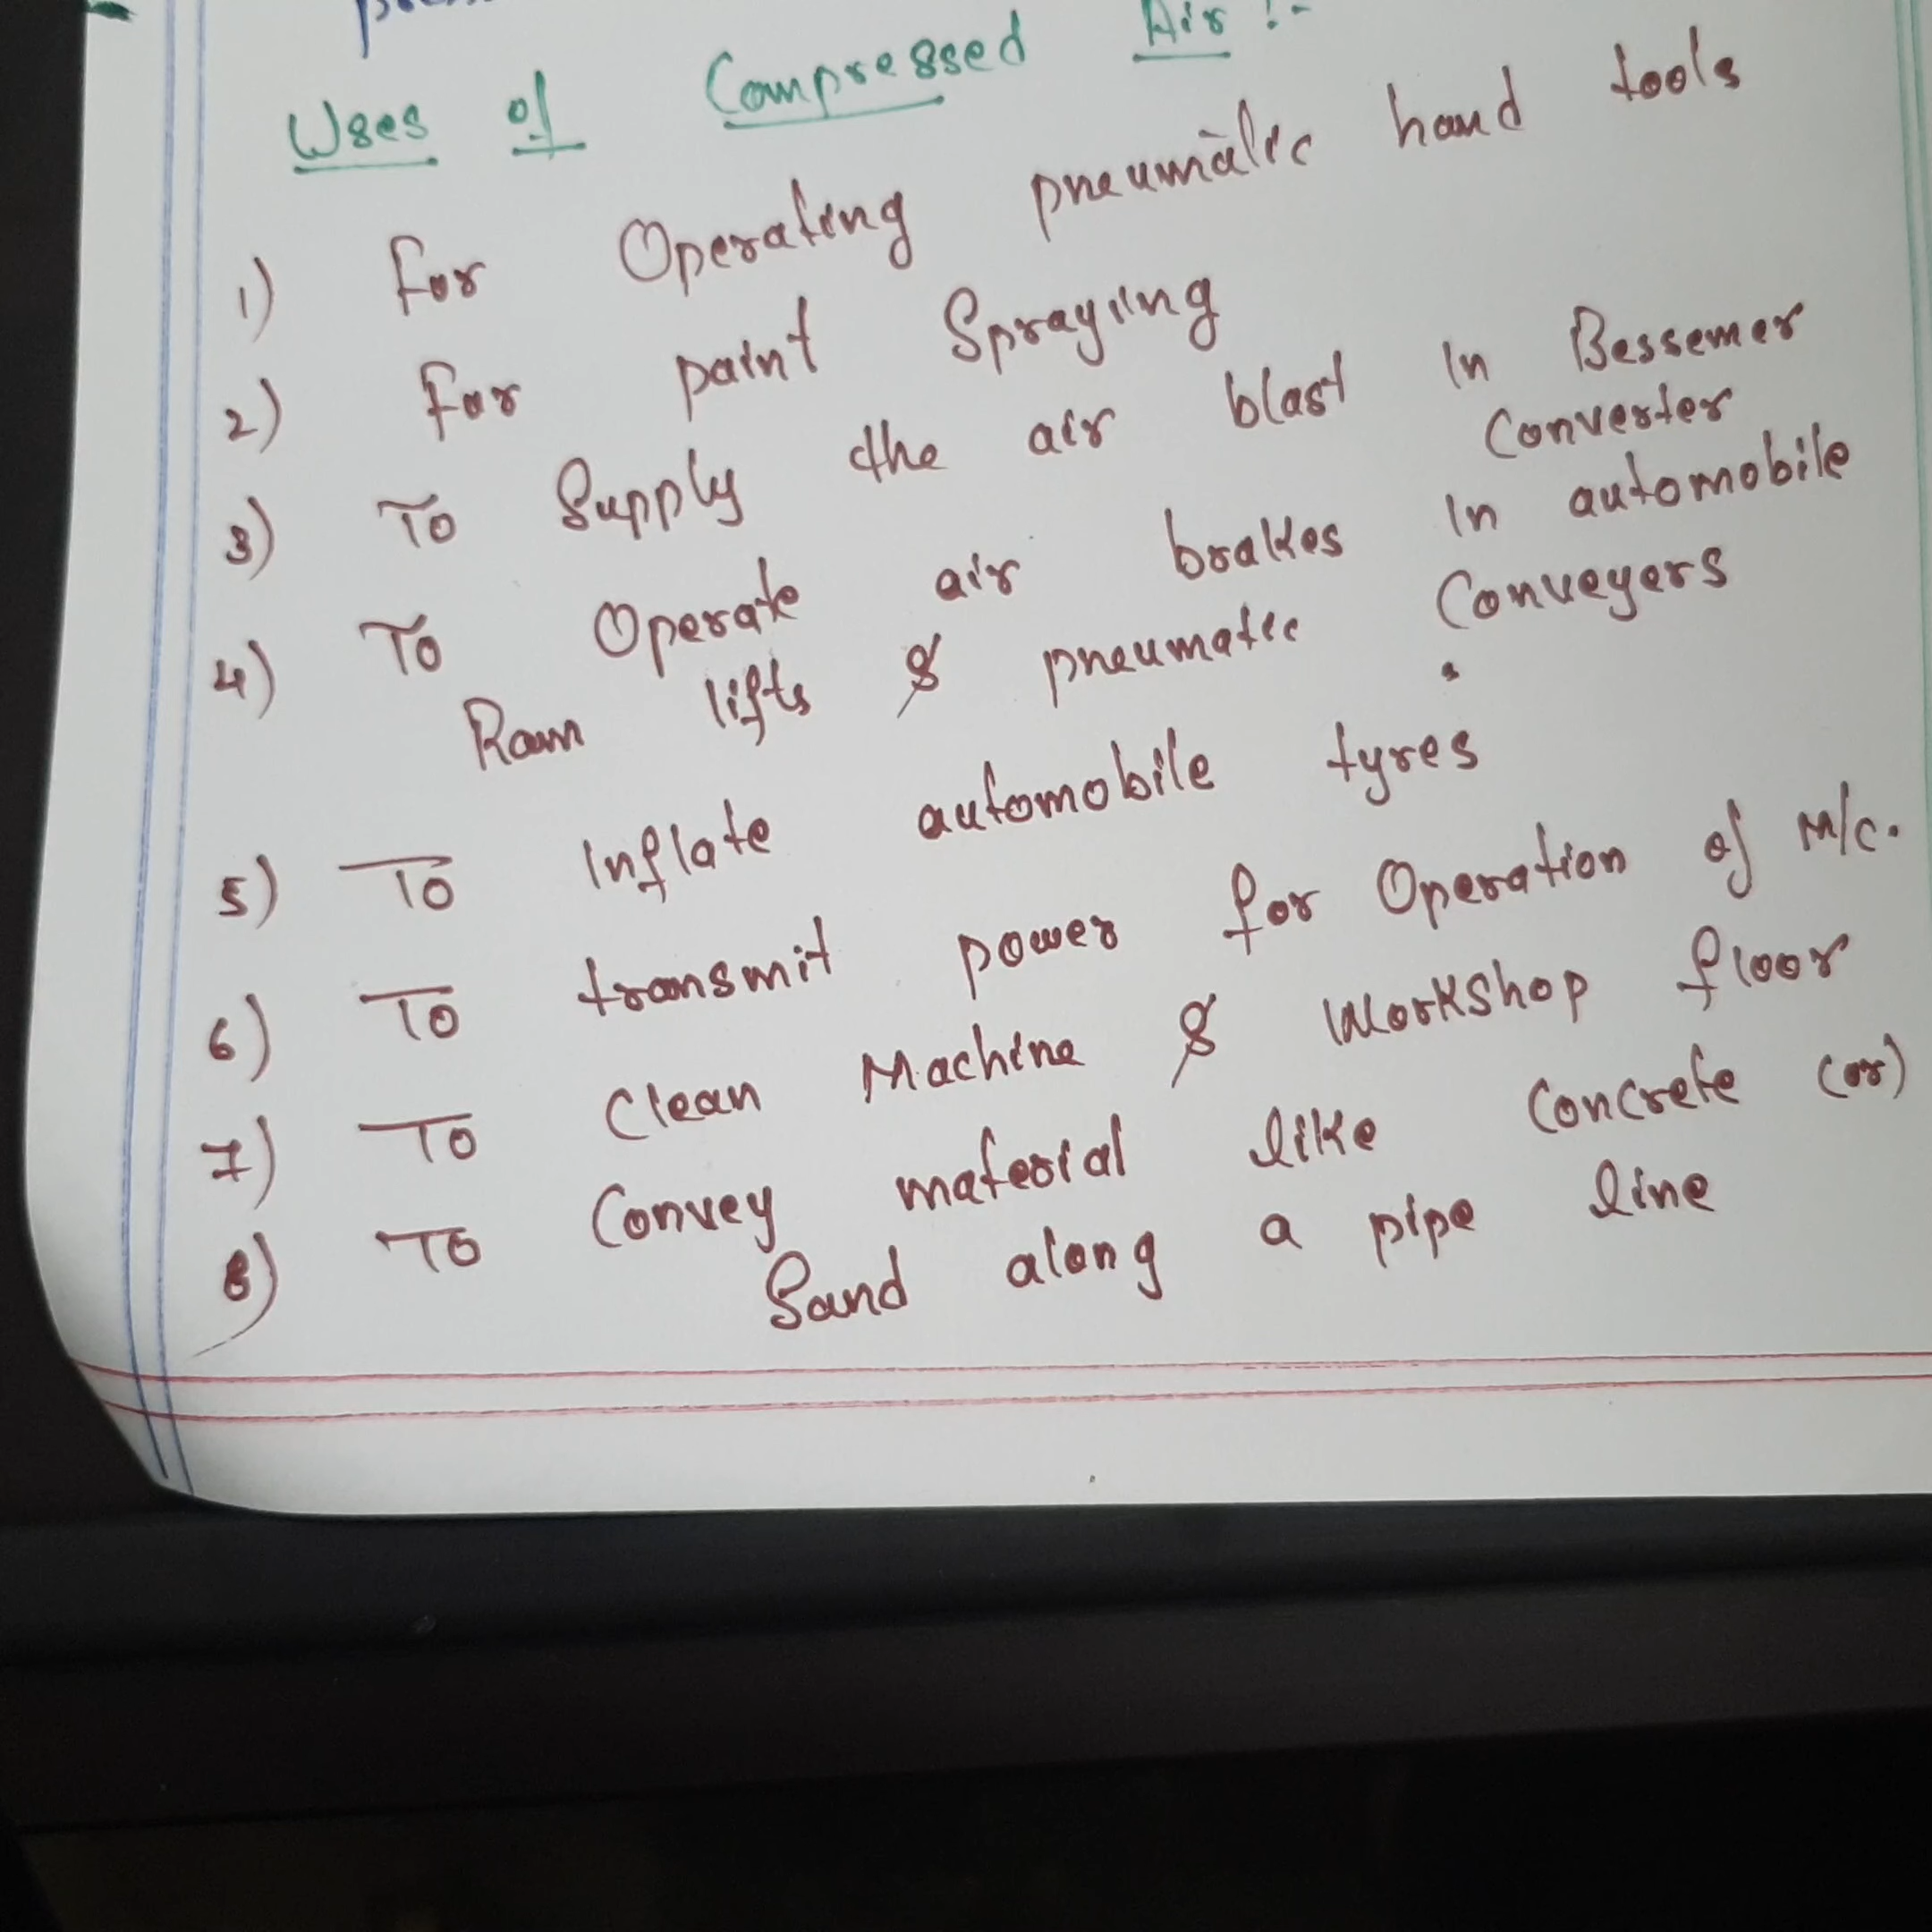 Uses of Compressed Air :-
1) For Operating pneumatic hand tools
2) For paint Spraying
3) To Supply the air blast In Bessemer
Converter
4) To Operate air brakes In automobile
Ram lifts & pneumatic Conveyers
5) To Inflate automobile tyres
6) To transmit power for Operation of M/c.
7) To Clean Machine & Workshop floor
8) To Convey material like Concrete (or)
Sand along a pipe line